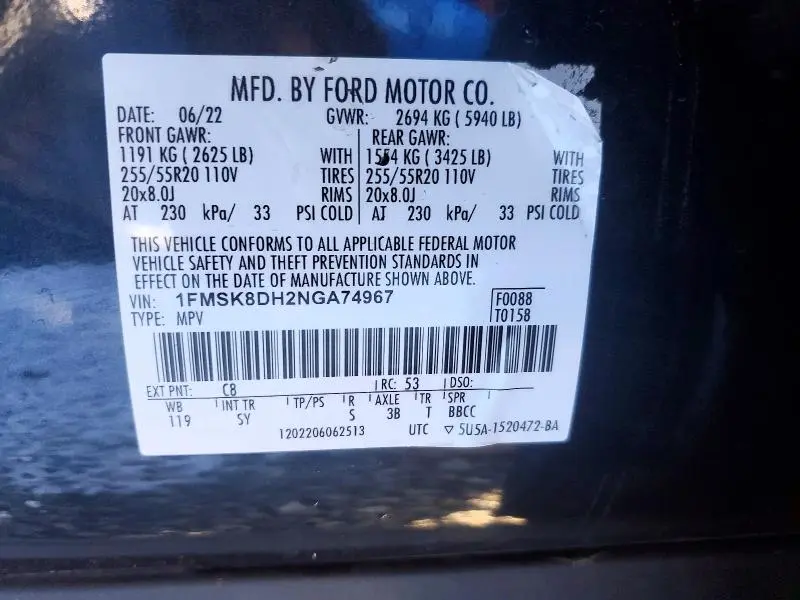 MFD. BY FORD MOTOR CO.
DATE: 06/22 GVWR: 2694 KG ( 5940 LB)
FRONT GAWR: REAR GAWR:
1191 KG ( 2625 LB) WITH 1554 KG ( 3425 LB) WITH
255/55R20 110V TIRES 255/55R20 110V TIRES
20x8.0J RIMS 20x8.0J RIMS
AT 230 kPa/ 33 PSI COLD AT 230 kPa/ 33 PSI COLD
THIS VEHICLE CONFORMS TO ALL APPLICABLE FEDERAL MOTOR
VEHICLE SAFETY AND THEFT PREVENTION STANDARDS IN
EFFECT ON THE DATE OF MANUFACTURE SHOWN ABOVE.
VIN: 1FMSK8DH2NGA74967 F0088
TYPE: MPV T0158
EXT PNT: C8 RC: 53 DSO:
WB INT TR TP/PS R AXLE TR SPR
119 SY S 3B T BBCC
1202206062513 UTC ▽ 5U5A-1520472-BA